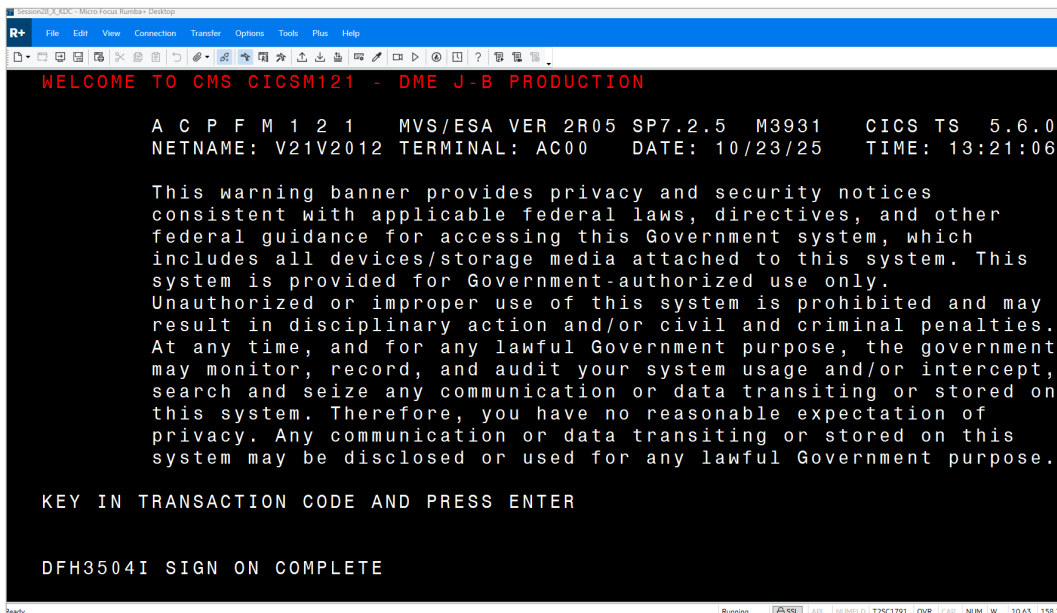 Session28_X_KDC - Micro Focus Rumba+ Desktop
R+ File Edit View Connection Transfer Options Tools Plus Help
WELCOME TO CMS CICSM121 - DME J-B PRODUCTION
A C P F M 1 2 1 MVS/ESA VER 2R05 SP7.2.5 M3931 CICS TS 5.6.0
NETNAME: V21V2012 TERMINAL: AC00 DATE: 10/23/25 TIME: 13:21:06
This warning banner provides privacy and security notices
consistent with applicable federal laws, directives, and other
federal guidance for accessing this Government system, which
includes all devices/storage media attached to this system. This
system is provided for Government-authorized use only.
Unauthorized or improper use of this system is prohibited and may
result in disciplinary action and/or civil and criminal penalties.
At any time, and for any lawful Government purpose, the government
may monitor, record, and audit your system usage and/or intercept,
search and seize any communication or data transiting or stored on
this system. Therefore, you have no reasonable expectation of
privacy. Any communication or data transiting or stored on this
system may be disclosed or used for any lawful Government purpose.
KEY IN TRANSACTION CODE AND PRESS ENTER
DFH3504I SIGN ON COMPLETE
Ready Running SSL APL NUMFLD T2SC1791 OVR CAP NUM W 10,63